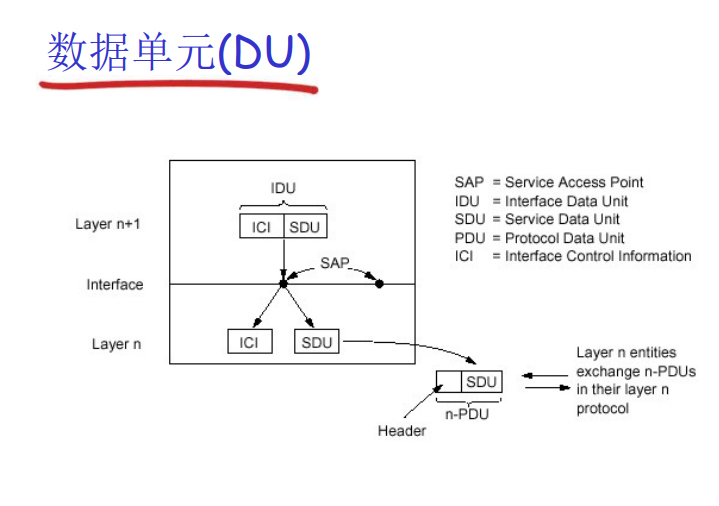 数据单元(DU)
IDU
ICI SDU
Layer n+1
SAP
Interface
Layer n
ICI
SDU
SAP = Service Access Point
IDU = Interface Data Unit
SDU = Service Data Unit
PDU = Protocol Data Unit
ICI = Interface Control Information
SDU
n-PDU
Header
Layer n entities
exchange n-PDUs
in their layer n
protocol